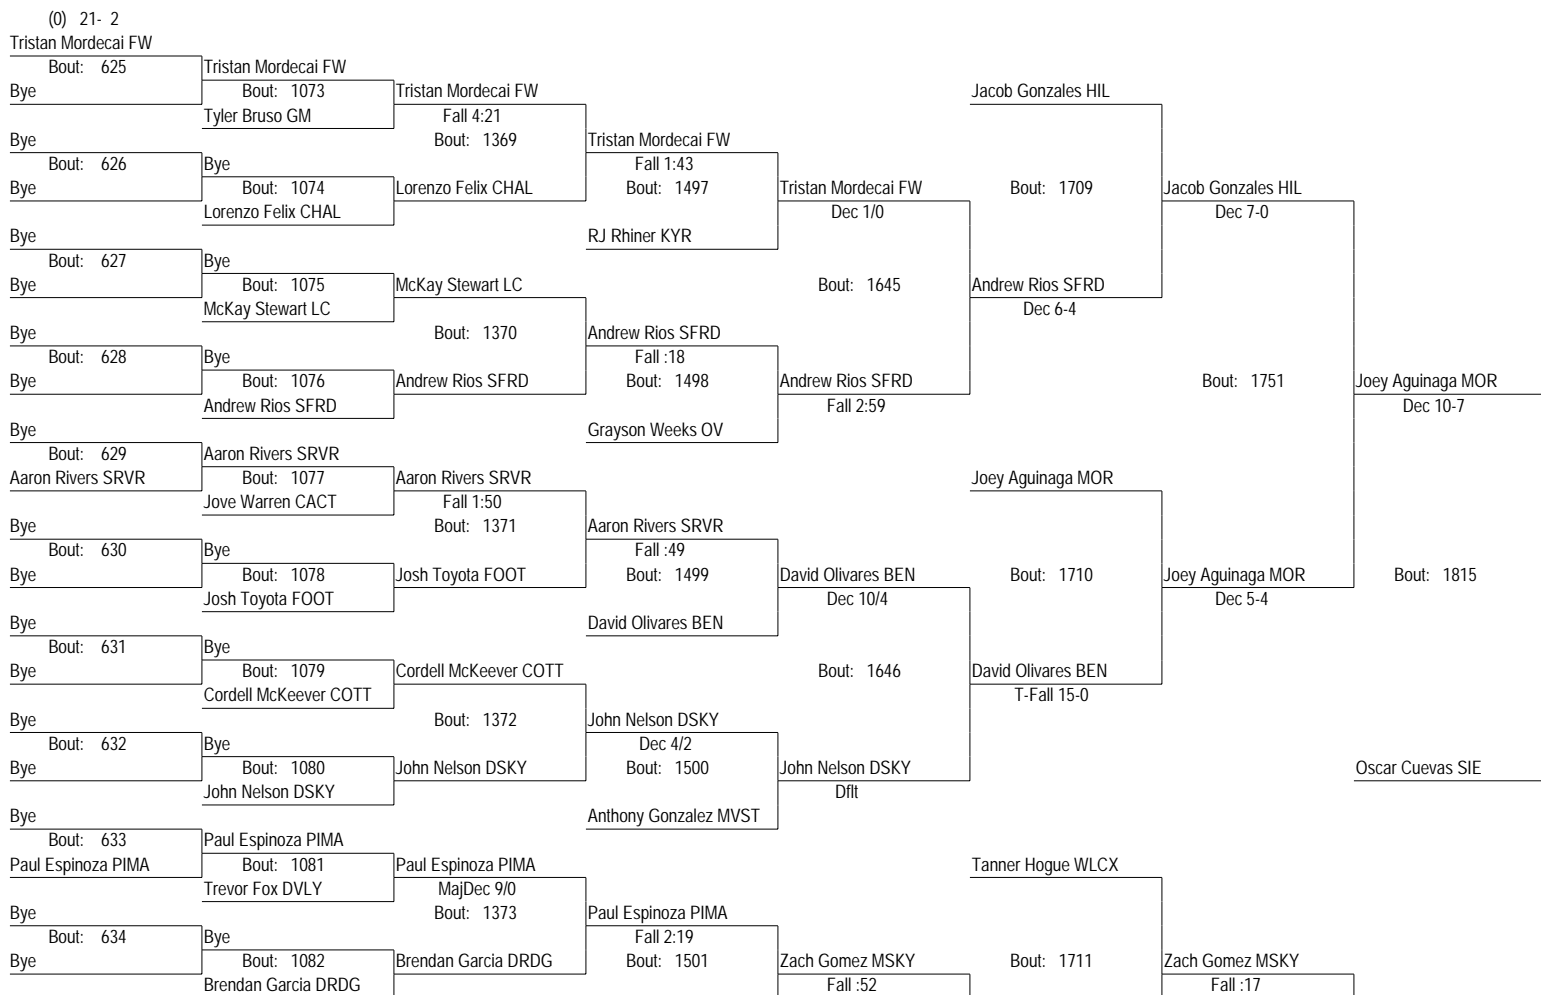 (0) 21- 2
Tristan Mordecai FW
Bout: 625 Tristan Mordecai FW
Bye Bout: 1073 Tristan Mordecai FW Jacob Gonzales HIL
Tyler Bruso GM Fall 4:21
Bye Bout: 1369 Tristan Mordecai FW
Bout: 626 Bye Fall 1:43
Bye Bout: 1074 Lorenzo Felix CHAL Bout: 1497 Tristan Mordecai FW Bout: 1709 Jacob Gonzales HIL
Lorenzo Felix CHAL Dec 1/0 Dec 7-0
Bye RJ Rhiner KYR
Bout: 627 Bye
Bye Bout: 1075 McKay Stewart LC Bout: 1645 Andrew Rios SFRD
McKay Stewart LC Dec 6-4
Bye Bout: 1370 Andrew Rios SFRD
Bout: 628 Bye Fall :18
Bye Bout: 1076 Andrew Rios SFRD Bout: 1498 Andrew Rios SFRD Bout: 1751 Joey Aguinaga MOR
Andrew Rios SFRD Fall 2:59 Dec 10-7
Bye Grayson Weeks OV
Bout: 629 Aaron Rivers SRVR
Aaron Rivers SRVR Bout: 1077 Aaron Rivers SRVR Joey Aguinaga MOR
Jove Warren CACT Fall 1:50
Bye Bout: 1371 Aaron Rivers SRVR
Bout: 630 Bye Fall :49
Bye Bout: 1078 Josh Toyota FOOT Bout: 1499 David Olivares BEN Bout: 1710 Joey Aguinaga MOR Bout: 1815
Josh Toyota FOOT Dec 10/4 Dec 5-4
Bye David Olivares BEN
Bout: 631 Bye
Bye Bout: 1079 Cordell McKeever COTT Bout: 1646 David Olivares BEN
Cordell McKeever COTT T-Fall 15-0
Bye Bout: 1372 John Nelson DSKY
Bout: 632 Bye Dec 4/2
Bye Bout: 1080 John Nelson DSKY Bout: 1500 John Nelson DSKY Oscar Cuevas SIE
John Nelson DSKY Dflt
Bye Anthony Gonzalez MVST
Bout: 633 Paul Espinoza PIMA
Paul Espinoza PIMA Bout: 1081 Paul Espinoza PIMA Tanner Hogue WLCX
Trevor Fox DVLY MajDec 9/0
Bye Bout: 1373 Paul Espinoza PIMA
Bout: 634 Bye Fall 2:19
Bye Bout: 1082 Brendan Garcia DRDG Bout: 1501 Zach Gomez MSKY Bout: 1711 Zach Gomez MSKY
Brendan Garcia DRDG Fall :52 Fall :17